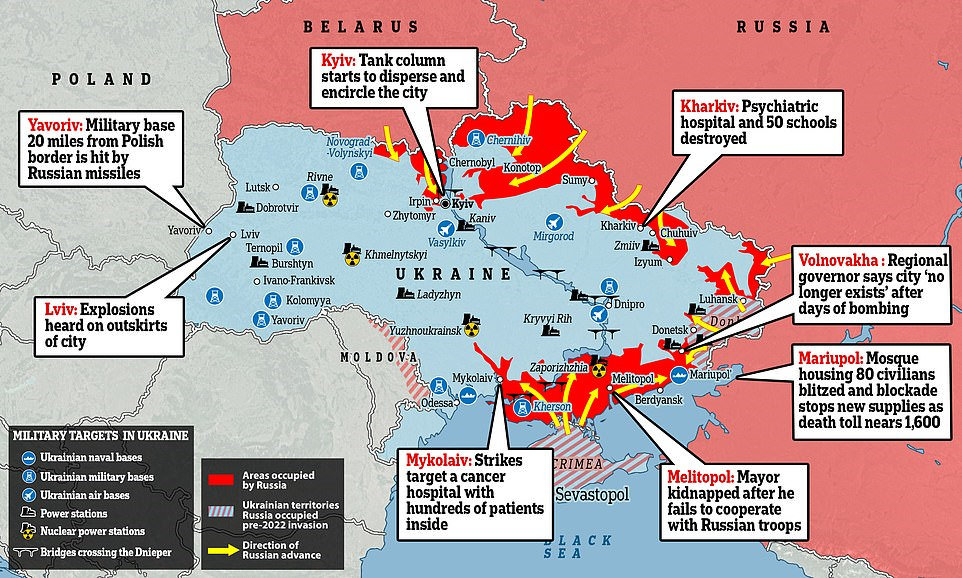 BELARUS
RUSSIA
POLAND
Kyiv: Tank column
starts to disperse and
encircle the city
Kharkiv: Psychiatric
hospital and 50 schools
destroyed
Yavoriv: Military base
20 miles from Polish
border is hit by
Russian missiles
Novograd
-Volynskyi
Chernihiv
Chernobyl
Konotop
Rivne
Lutsk
Sumy
Irpin
Kyiv
Dobrotvir
Zhytomyr
Kaniv
Yavoriv
Lviv
Vasylkiv
Mirgorod
Kharkiv
Chuhuiv
Ternopil
Khmelnytskyi
Zmiiv
Burshtyn
Izyum
Volnovakha : Regional
governor says city ‘no
longer exists’ after
days of bombing
UKRAINE
Ivano-Frankivsk
Ladyzhyn
Lviv: Explosions
heard on outskirts
of city
Kolomyya
Dnipro
Luhansk
Yavoriv
Kryvyi Rih
Donetsk
Donb
Yuzhnoukrainsk
MOLDOVA
Zaporizhzhia
Mariupol: Mosque
housing 80 civilians
blitzed and blockade
stops new supplies as
death toll nears 1,600
Mykolaiv
Melitopol
Mariupol
Berdyansk
Odessa
Kherson
MILITARY TARGETS IN UKRAINE
Ukrainian naval bases
Ukrainian military bases
Ukrainian air bases
Power stations
Nuclear power stations
Bridges crossing the Dnieper
Areas occupied
by Russia
Ukrainian territories
Russia occupied
pre-2022 invasion
Direction of
Russian advance
Mykolaiv: Strikes
target a cancer
hospital with
hundreds of patients
inside
CRIMEA
Sevastopol
Melitopol: Mayor
kidnapped after he
fails to cooperate
with Russian troops
BLACK
SEA